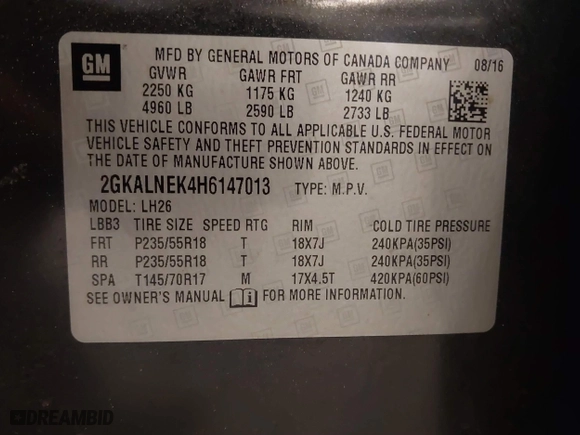 GM
MFD BY GENERAL MOTORS OF CANADA COMPANY 08/16
GVWR GAWR FRT GAWR RR
2250 KG 1175 KG 1240 KG
4960 LB 2590 LB 2733 LB
THIS VEHICLE CONFORMS TO ALL APPLICABLE U.S. FEDERAL MOTOR
VEHICLE SAFETY AND THEFT PREVENTION STANDARDS IN EFFECT ON
THE DATE OF MANUFACTURE SHOWN ABOVE.
2GKALNEK4H6147013 TYPE: M.P.V.
MODEL: LH26
LBB3 TIRE SIZE SPEED RTG RIM COLD TIRE PRESSURE
FRT P235/55R18 T 18X7J 240KPA(35PSI)
RR P235/55R18 T 18X7J 240KPA(35PSI)
SPA T145/70R17 M 17X4.5T 420KPA(60PSI)
SEE OWNER'S MANUAL FOR MORE INFORMATION.
DREAMBID